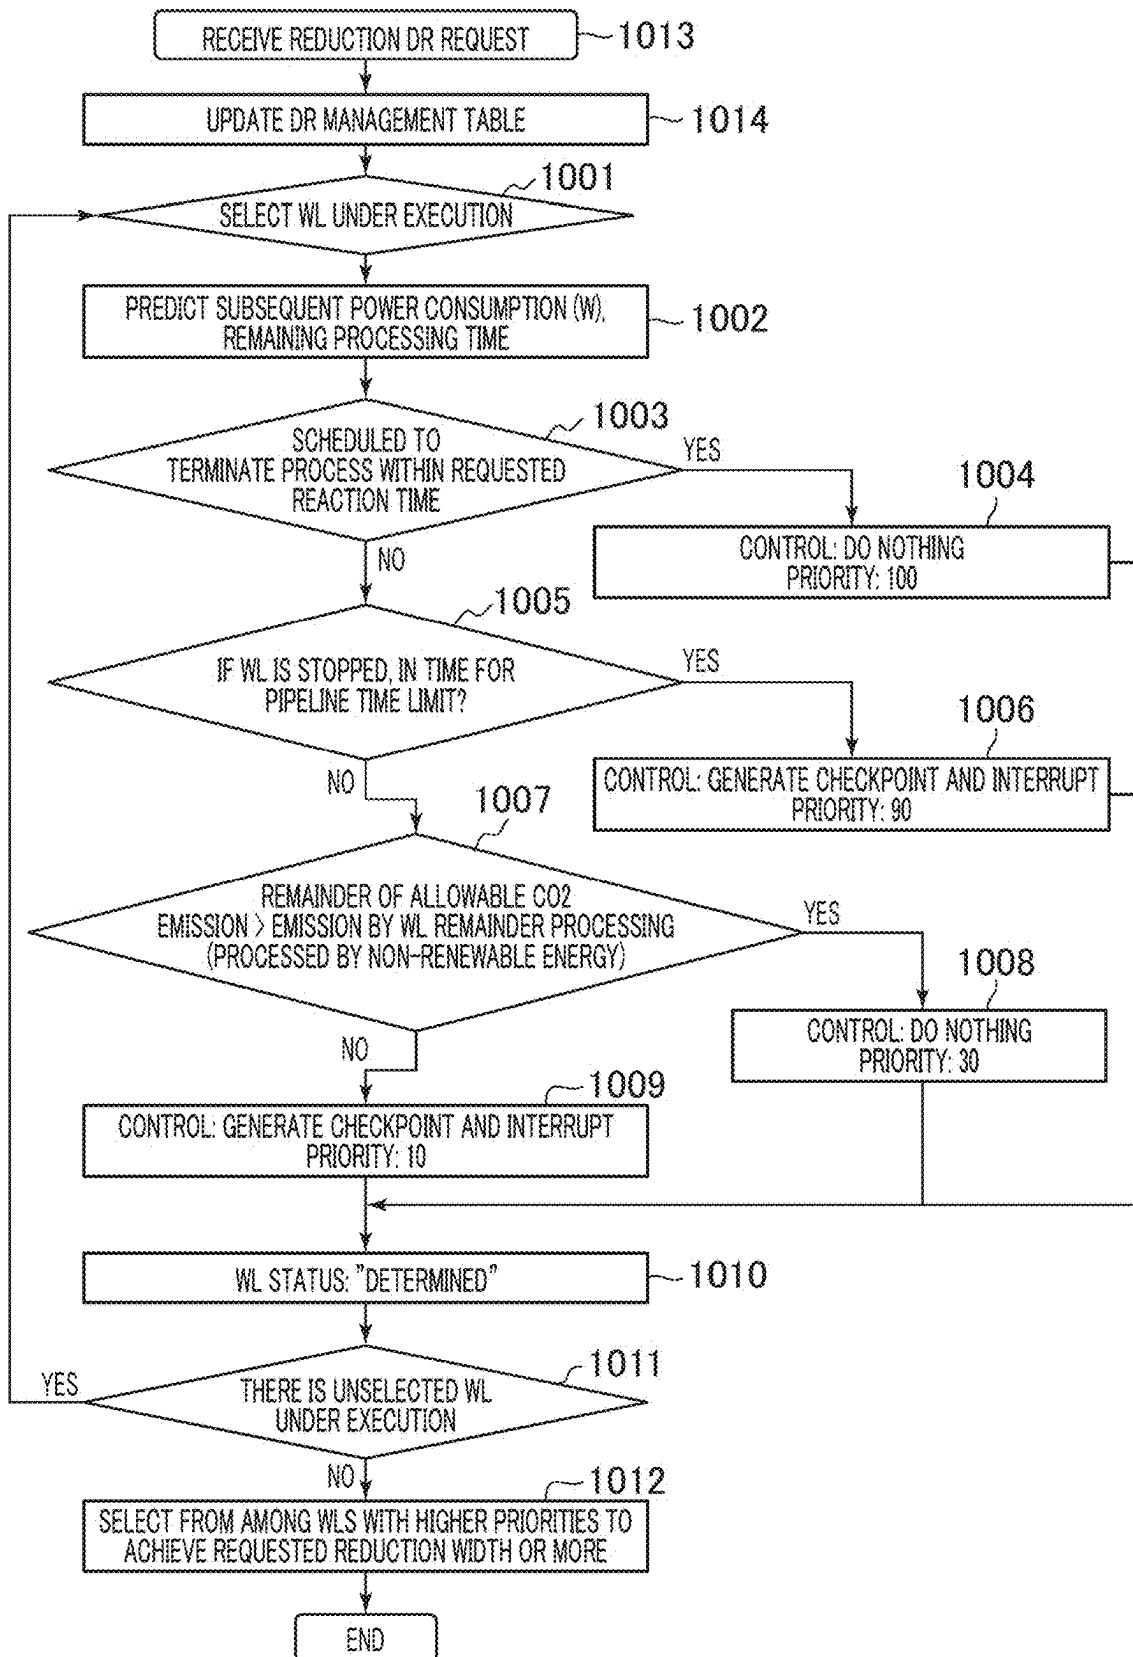 RECEIVE REDUCTION DR REQUEST
1013
UPDATE DR MANAGEMENT TABLE
1014
1001
SELECT WL UNDER EXECUTION
PREDICT SUBSEQUENT POWER CONSUMPTION (W),
REMAINING PROCESSING TIME
1002
1003
SCHEDULED TO
TERMINATE PROCESS WITHIN REQUESTED
REACTION TIME
YES
NO
1004
CONTROL: DO NOTHING
PRIORITY: 100
1005
IF WL IS STOPPED, IN TIME FOR
PIPELINE TIME LIMIT?
YES
NO
1006
CONTROL: GENERATE CHECKPOINT AND INTERRUPT
PRIORITY: 90
1007
REMAINDER OF ALLOWABLE CO2
EMISSION > EMISSION BY WL REMAINDER PROCESSING
(PROCESSED BY NON-RENEWABLE ENERGY)
YES
NO
1008
CONTROL: DO NOTHING
PRIORITY: 30
1009
CONTROL: GENERATE CHECKPOINT AND INTERRUPT
PRIORITY: 10
WL STATUS: "DETERMINED"
1010
1011
YES
THERE IS UNSELECTED WL
UNDER EXECUTION
NO
1012
SELECT FROM AMONG WLS WITH HIGHER PRIORITIES TO
ACHIEVE REQUESTED REDUCTION WIDTH OR MORE
END